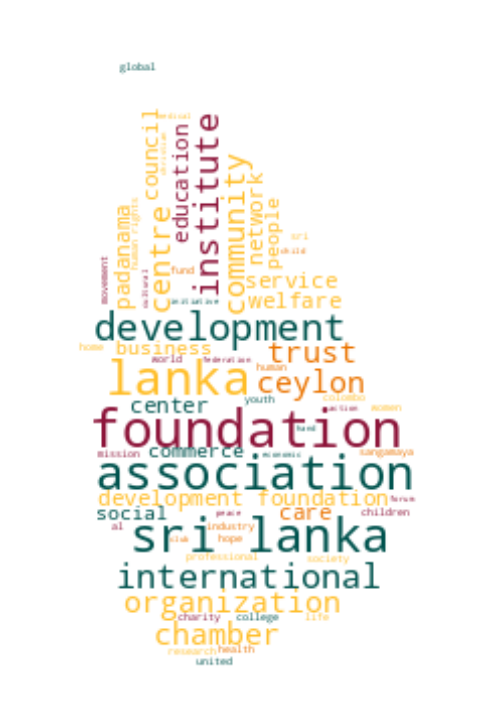 global
medical
christian
council
education
institute
padanama
human rights
centre
community
network
people
sri
child
movement
cultural
fund
initiative
service
welfare
development
home business
world
federation
trust
human
lanka
ceylon
center
youth
colombo
action
women
foundation
hand
mission
commerce
economic
sangamaya
association
development foundation
forum
social
peace
care
children
al
industry
sri lanka
club
hope
professional
society
international
organization
charity
college
life
chamber
research
health
united